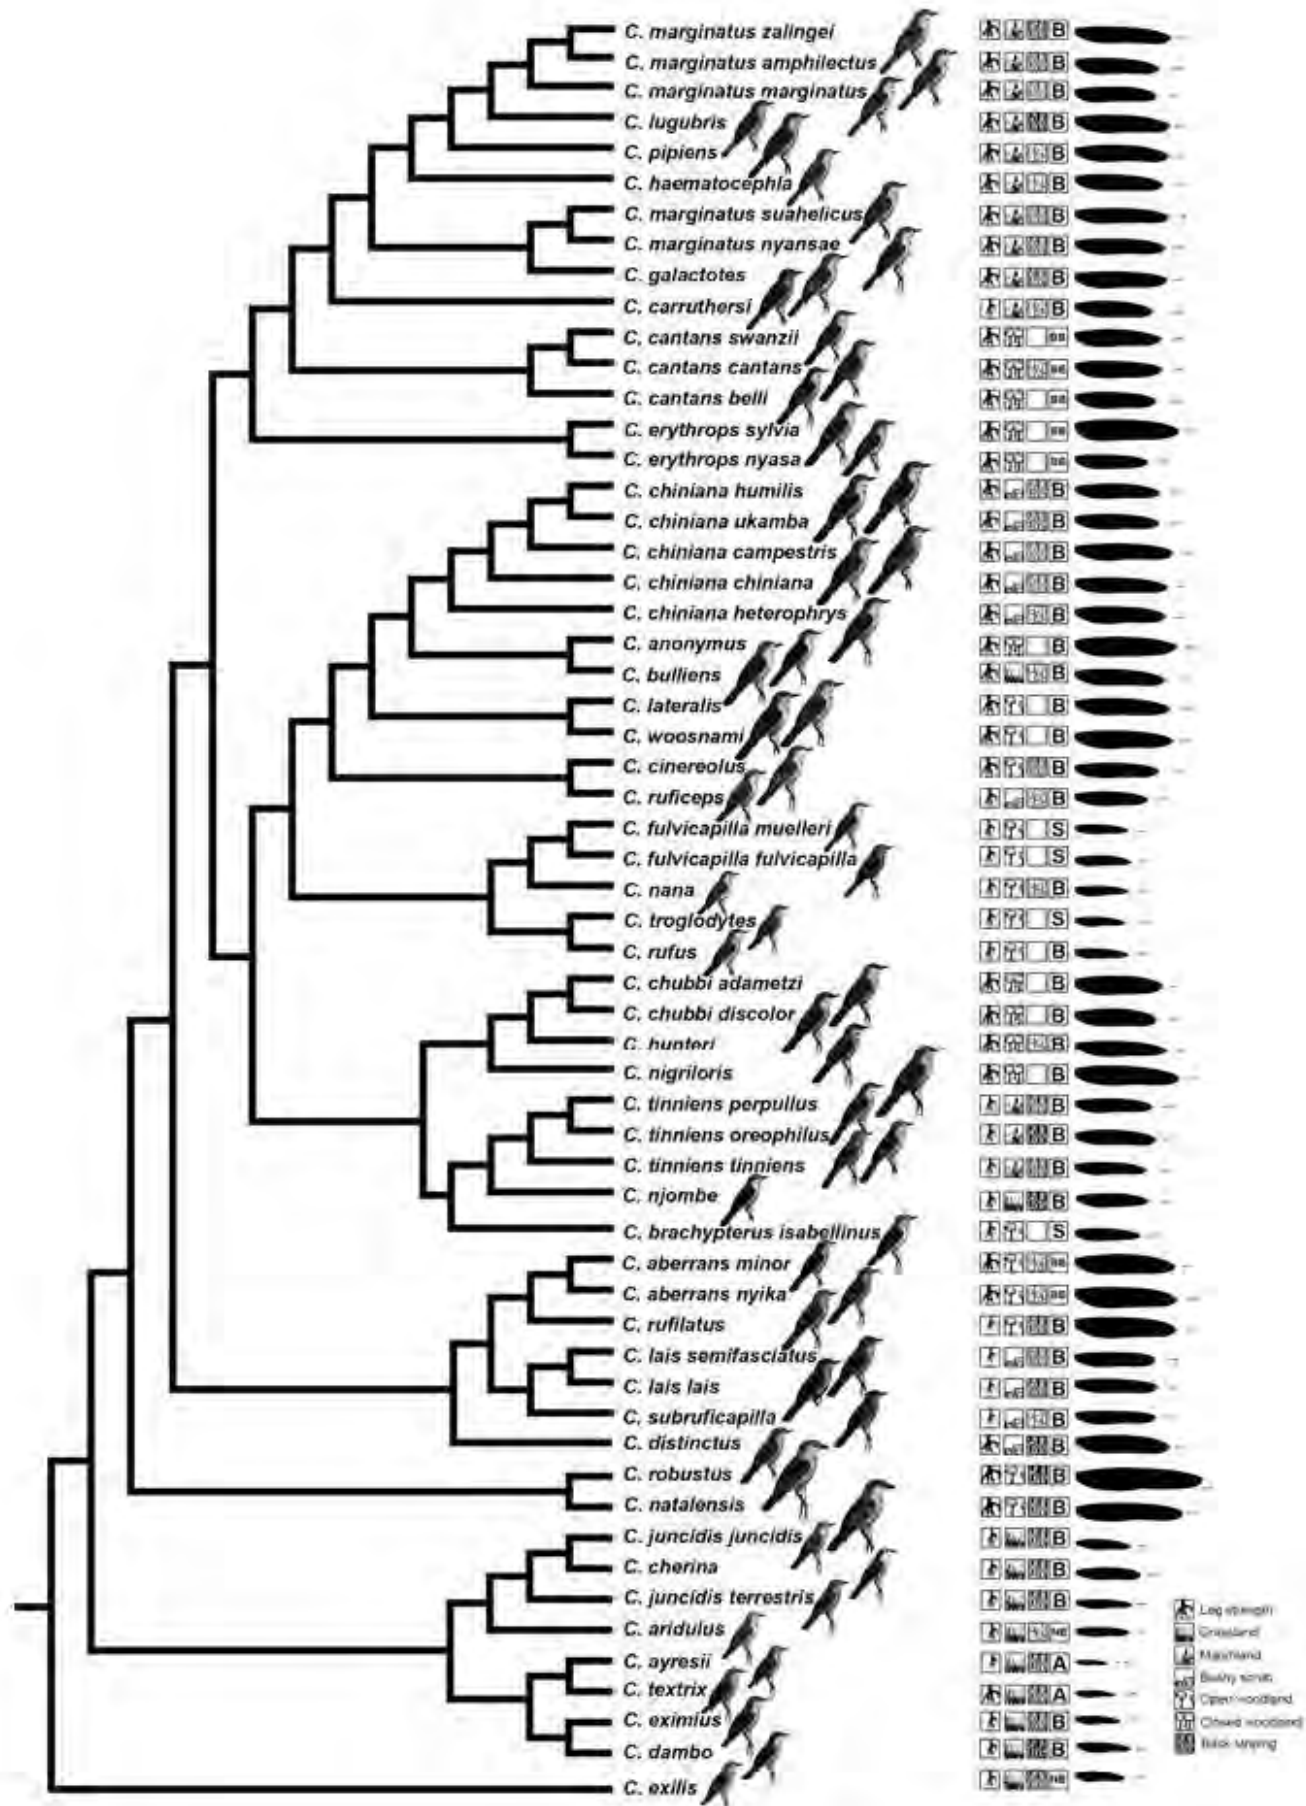 C. marginatus zalingei B
C. marginatus amphilectus B
C. marginatus marginatus B
C. lugubris B
C. pipiens B
C. haematocephla B
C. marginatus suahelicus B
C. marginatus nyansae B
C. galactotes B
C. carruthersi B
C. cantans swanzii
C. cantans cantans
C. cantans belli
C. erythrops sylvia
C. erythrops nyasa
C. chiniana humilis B
C. chiniana ukamba B
C. chiniana campestris B
C. chiniana chiniana B
C. chiniana heterophrys B
C. anonymus B
C. bulliens B
C. lateralis B
C. woosnami B
C. cinereolus B
C. ruficeps B
C. fulvicapilla muelleri S
C. fulvicapilla fulvicapilla S
C. nana B
C. troglodytes S
C. rufus B
C. chubbi adametzi B
C. chubbi discolor B
C. hunteri B
C. nigriloris B
C. tinniens perpullus B
C. tinniens oreophilus B
C. tinniens tinniens B
C. njombe B
C. brachypterus isabellinus S
C. aberrans minor
C. aberrans nyika
C. rufilatus B
C. lais semifasciatus B
C. lais lais B
C. subruficapilla B
C. distinctus B
C. robustus B
C. natalensis B
C. juncidis juncidis B
C. cherina B
C. juncidis terrestris B
C. aridulus
C. ayresii A
C. textrix A
C. eximius B
C. dambo B
C. exilis
Leg strength
Grassland
Marshland
Bushy scrub
Open woodland
Closed woodland